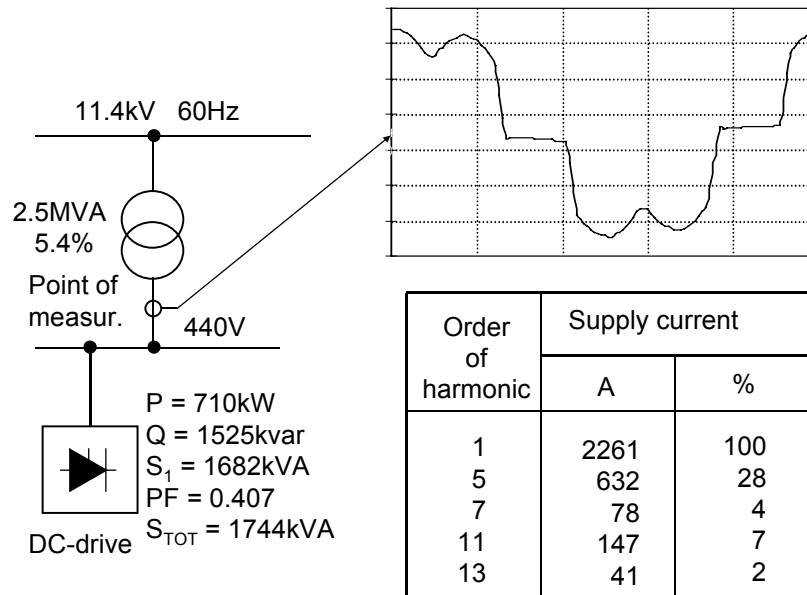 11.4kV 60Hz
2.5MVA
5.4%
Point of
measur.
440V
P = 710kW
Q = 1525kvar
S1 = 1682kVA
PF = 0.407
STOT = 1744kVA
DC-drive
Order of harmonic Supply current
A %
1 2261 100
5 632 28
7 78 4
11 147 7
13 41 2